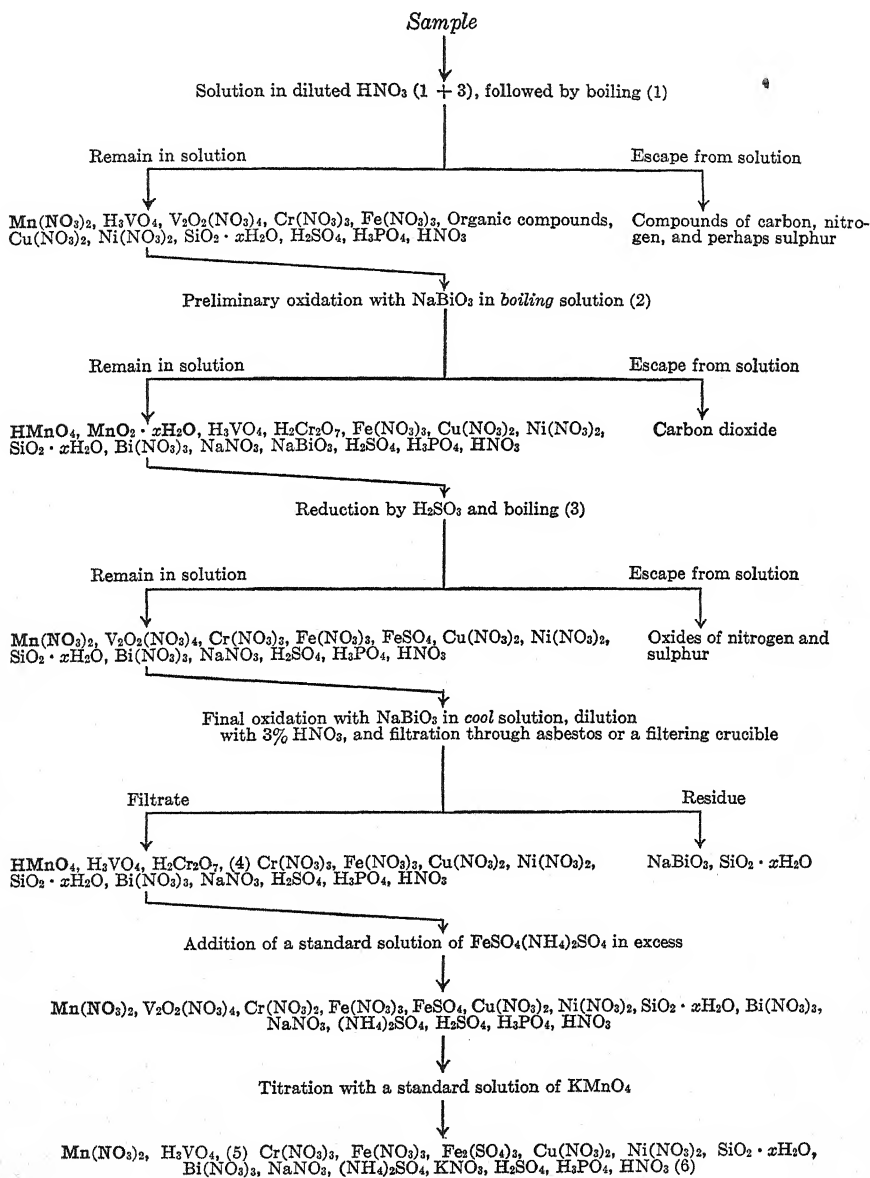 Sample
Solution in diluted HNO₃ (1 + 3), followed by boiling (1)
Remain in solution
Escape from solution
Mn(NO₃)₂, H₃VO₄, V₂O₂(NO₃)₄, Cr(NO₃)₃, Fe(NO₃)₃, Organic compounds,
Cu(NO₃)₂, Ni(NO₃)₂, SiO₂ · xH₂O, H₂SO₄, H₃PO₄, HNO₃
Compounds of carbon, nitro-
gen, and perhaps sulphur
Preliminary oxidation with NaBiO₃ in boiling solution (2)
Remain in solution
Escape from solution
HMnO₄, MnO₂ · xH₂O, H₃VO₄, H₂Cr₂O₇, Fe(NO₃)₃, Cu(NO₃)₂, Ni(NO₃)₂,
SiO₂ · xH₂O, Bi(NO₃)₃, NaNO₃, NaBiO₃, H₂SO₄, H₃PO₄, HNO₃
Carbon dioxide
Reduction by H₂SO₃ and boiling (3)
Remain in solution
Escape from solution
Mn(NO₃)₂, V₂O₂(NO₃)₄, Cr(NO₃)₃, Fe(NO₃)₃, FeSO₄, Cu(NO₃)₂, Ni(NO₃)₂,
SiO₂ · xH₂O, Bi(NO₃)₃, NaNO₃, H₂SO₄, H₃PO₄, HNO₃
Oxides of nitrogen and
sulphur
Final oxidation with NaBiO₃ in cool solution, dilution
with 3% HNO₃, and filtration through asbestos or a filtering crucible
Filtrate
Residue
HMnO₄, H₃VO₄, H₂Cr₂O₇, (4) Cr(NO₃)₃, Fe(NO₃)₃, Cu(NO₃)₂, Ni(NO₃)₂,
SiO₂ · xH₂O, Bi(NO₃)₃, NaNO₃, H₂SO₄, H₃PO₄, HNO₃
NaBiO₃, SiO₂ · xH₂O
Addition of a standard solution of FeSO₄(NH₄)₂SO₄ in excess
Mn(NO₃)₂, V₂O₂(NO₃)₄, Cr(NO₃)₂, Fe(NO₃)₃, FeSO₄, Cu(NO₃)₂, Ni(NO₃)₂, SiO₂ · xH₂O, Bi(NO₃)₃,
NaNO₃, (NH₄)₂SO₄, H₂SO₄, H₃PO₄, HNO₃
Titration with a standard solution of KMnO₄
Mn(NO₃)₂, H₃VO₄, (5) Cr(NO₃)₃, Fe(NO₃)₃, Fe₂(SO₄)₃, Cu(NO₃)₂, Ni(NO₃)₂, SiO₂ · xH₂O,
Bi(NO₃)₃, NaNO₃, (NH₄)₂SO₄, KNO₃, H₂SO₄, H₃PO₄, HNO₃ (6)